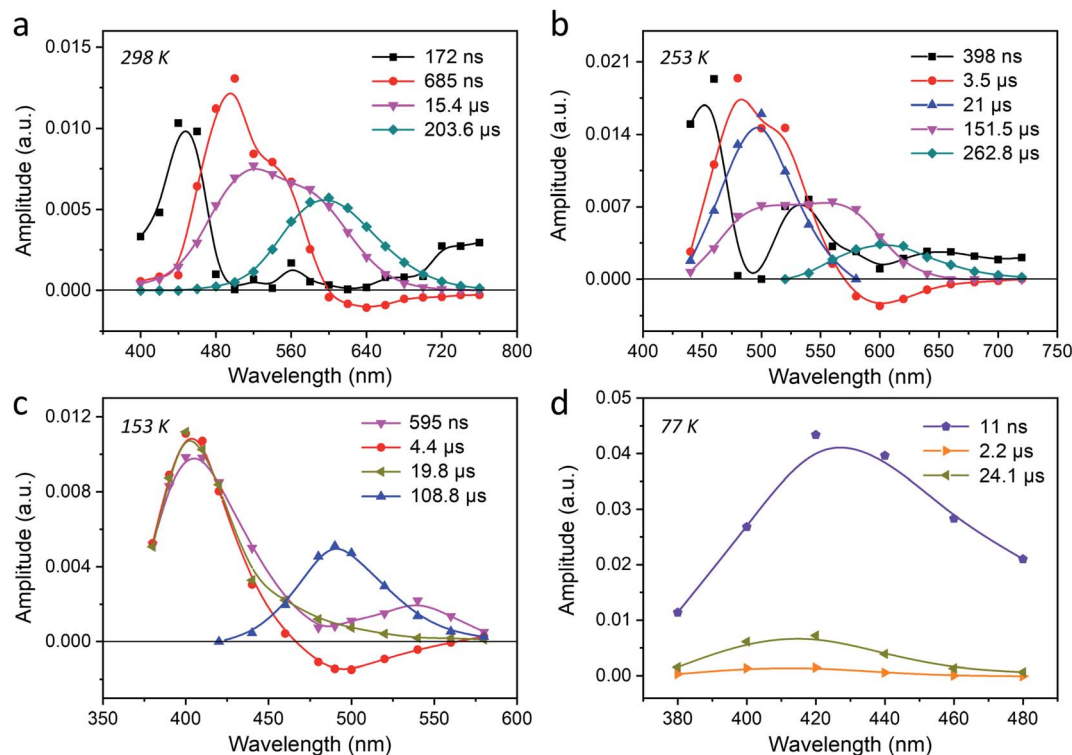 a
298 K
172 ns
685 ns
15.4 μs
203.6 μs
0.015
0.010
0.005
0.000
Amplitude (a.u.)
400 480 560 640 720 800
Wavelength (nm)
b
253 K
398 ns
3.5 μs
21 μs
151.5 μs
262.8 μs
0.021
0.014
0.007
0.000
Amplitude (a.u.)
400 450 500 550 600 650 700 750
Wavelength (nm)
c
153 K
595 ns
4.4 μs
19.8 μs
108.8 μs
0.012
0.008
0.004
0.000
Amplitude (a.u.)
350 400 450 500 550 600
Wavelength (nm)
d
77 K
11 ns
2.2 μs
24.1 μs
0.05
0.04
0.03
0.02
0.01
0.00
Amplitude (a.u.)
380 400 420 440 460 480
Wavelength (nm)